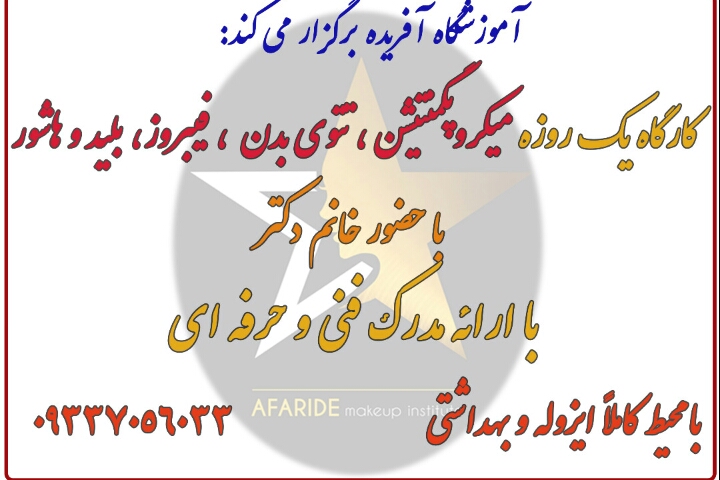 آموزشگاه آفریده برگزار می کند:
کارگاه یک روزه میکروپیگمنتیشن ، تتوی بدن ، فیبروز، بلید و هاشور
با حضور خانم دکتر
با ارائه مدرک فنی و حرفه ای
AFARIDE makeup institute
با محیط کاملاً ایزوله و بهداشتی ۰۹۳۳۷۰۵۶۰۳۳